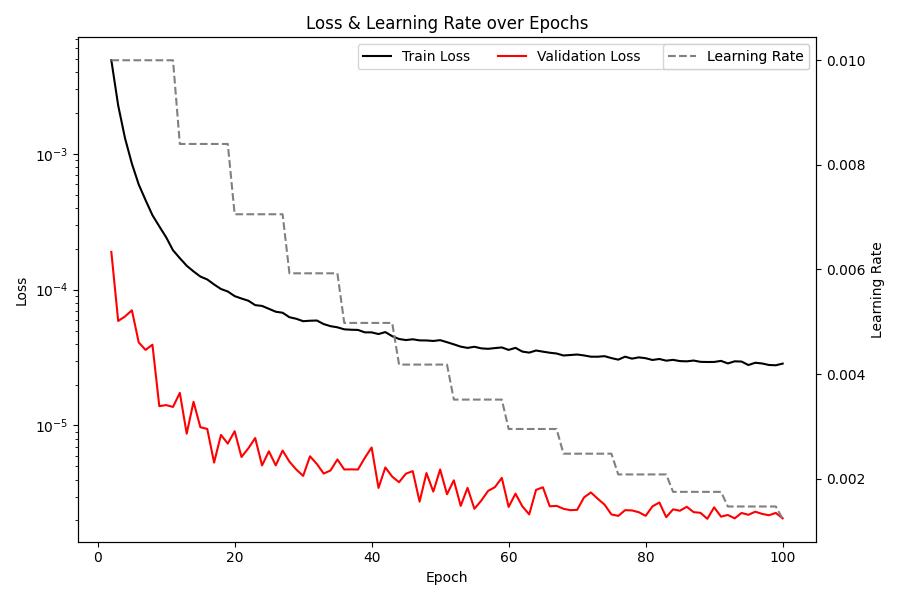 Loss & Learning Rate over Epochs
Train Loss
Validation Loss
Learning Rate
10⁻³
10⁻⁴
10⁻⁵
Loss
0.010
0.008
0.006
0.004
0.002
Learning Rate
0
20
40
60
80
100
Epoch